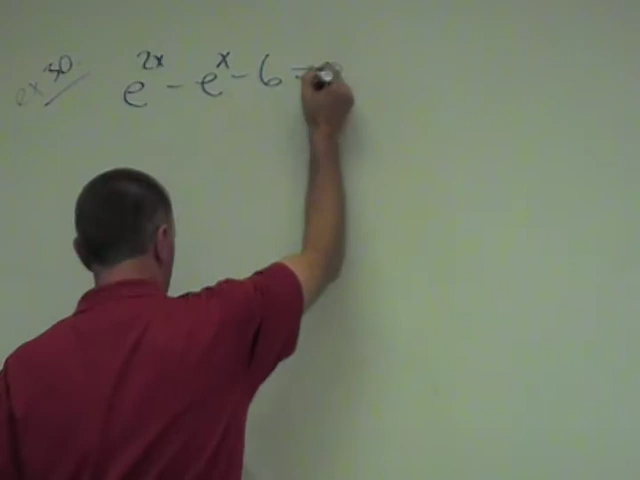 ex 30. e^{2x} - e^x - 6 =